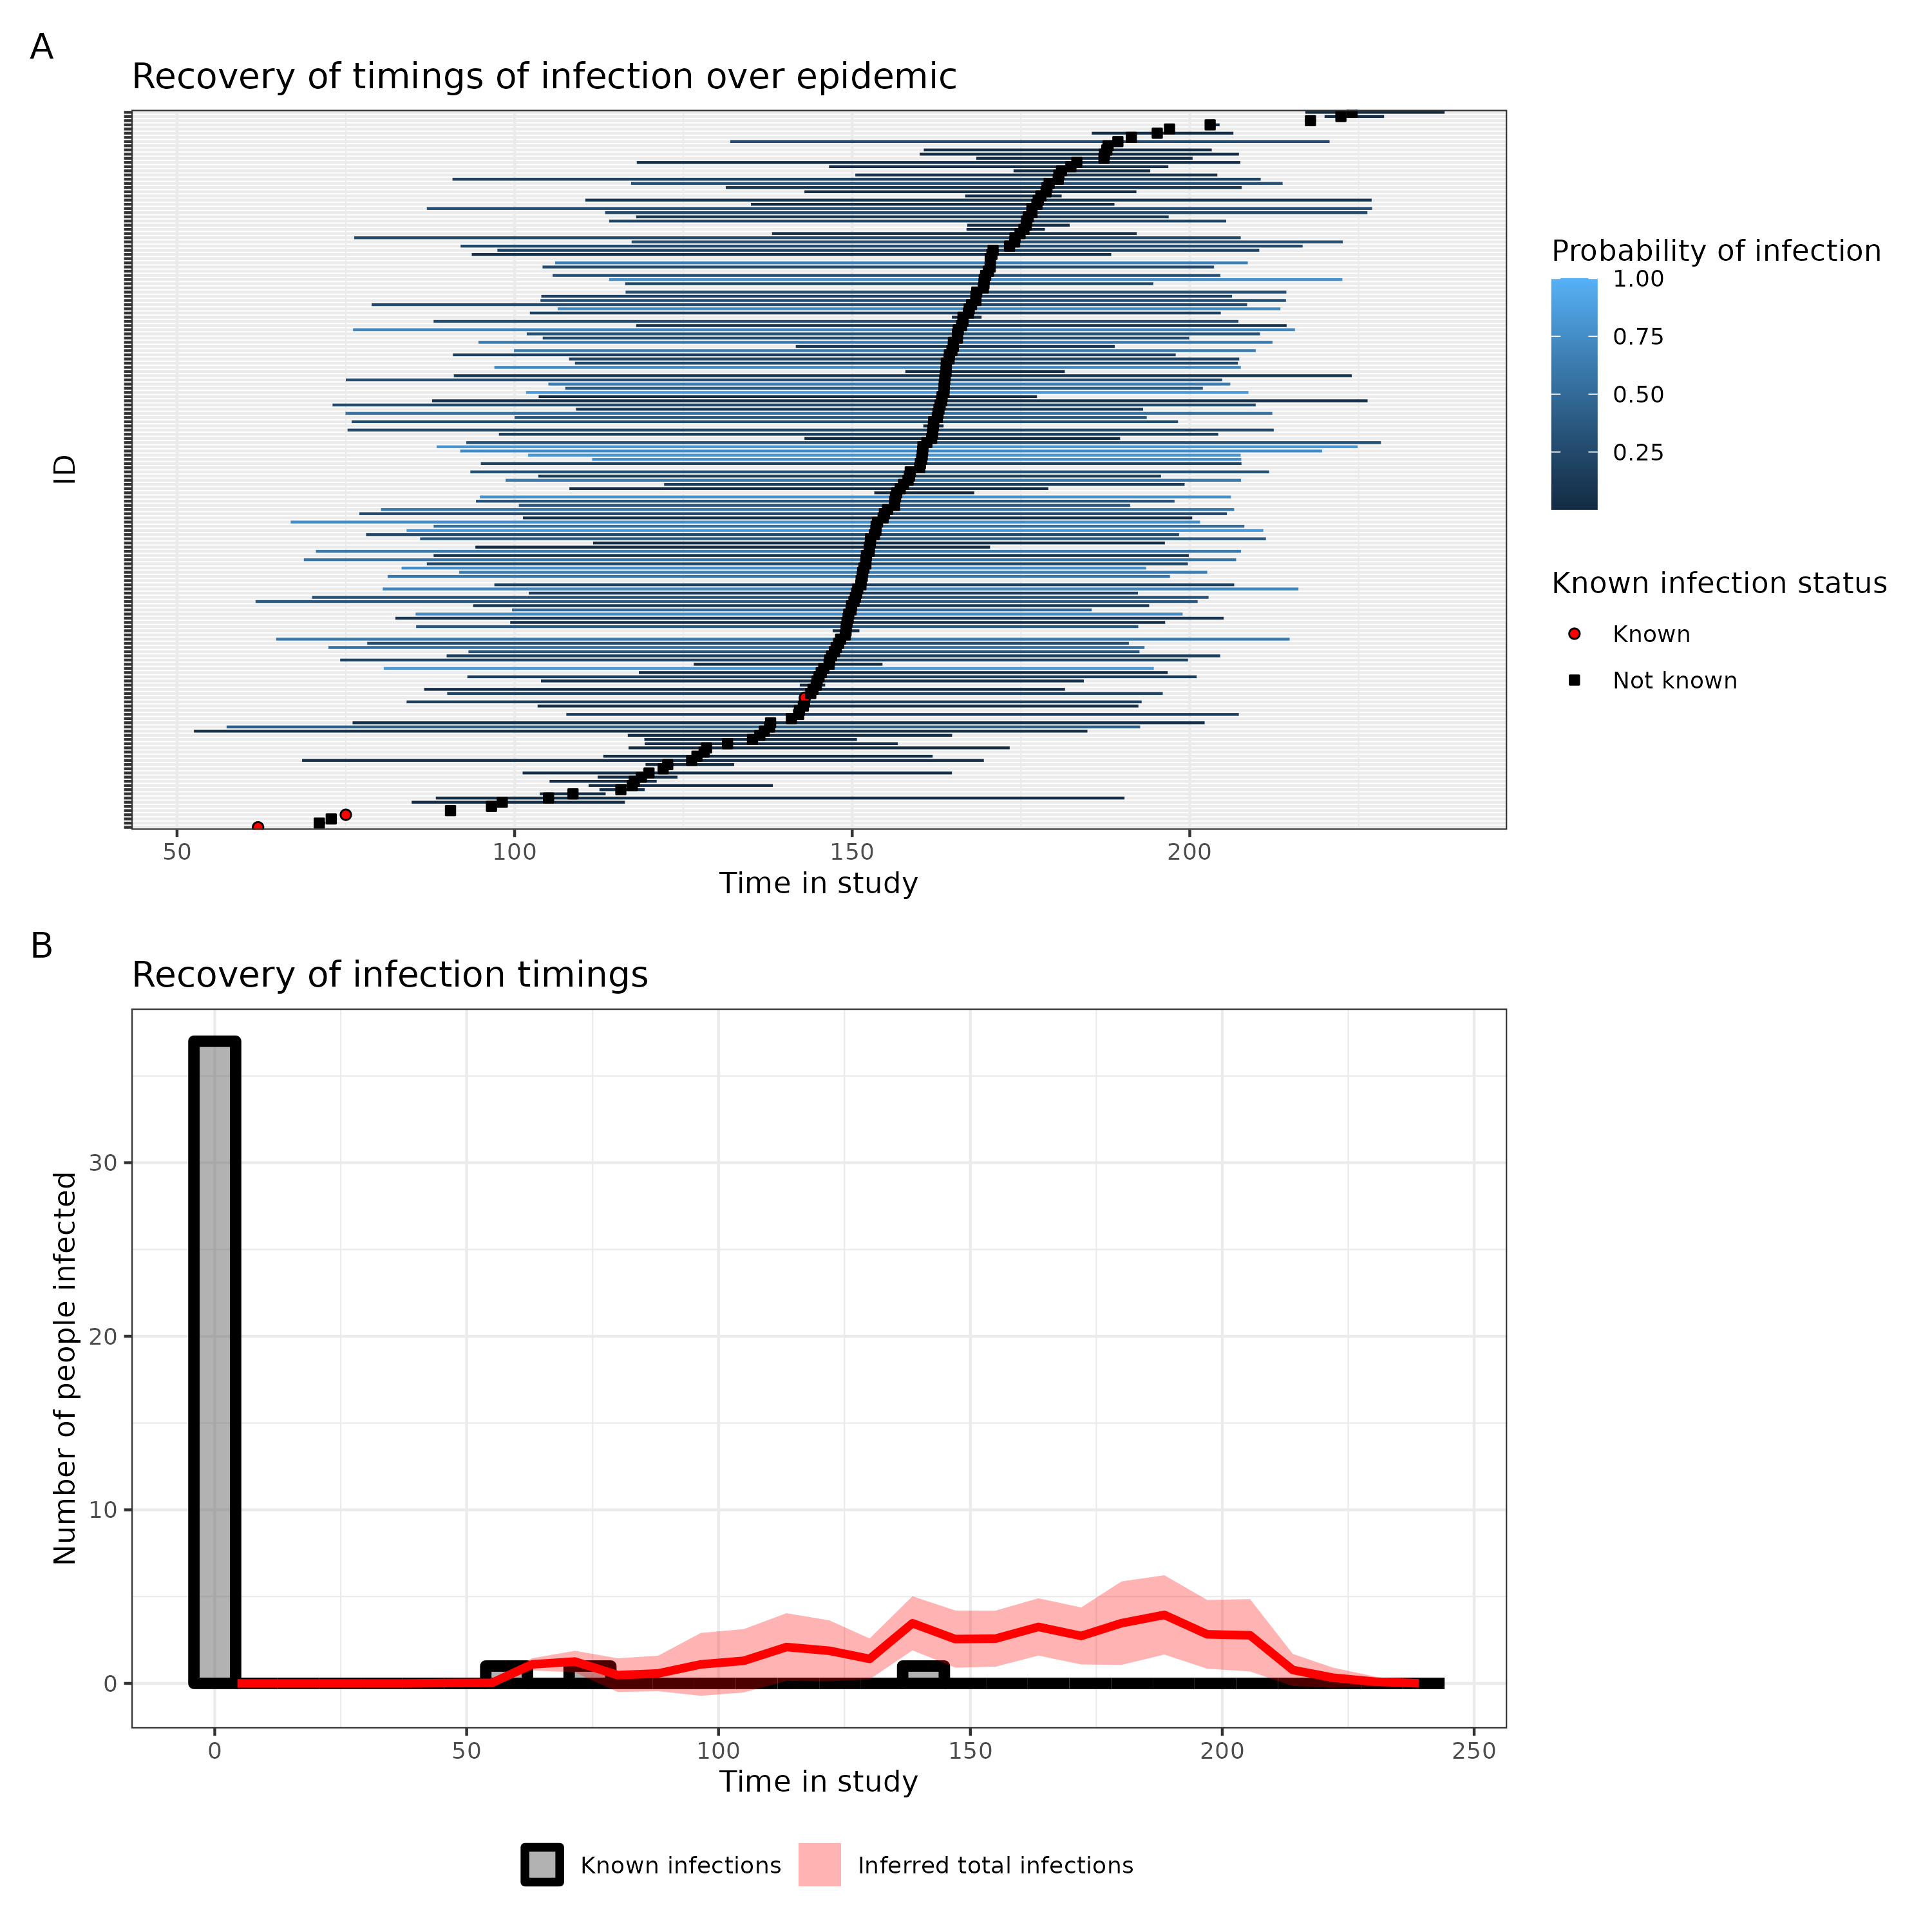 A
Recovery of timings of infection over epidemic
ID
50 100 150 200
Time in study
Probability of infection
1.00
0.75
0.50
0.25
Known infection status
Known
Not known
B
Recovery of infection timings
Number of people infected
30
20
10
0
0 50 100 150 200 250
Time in study
Known infections Inferred total infections